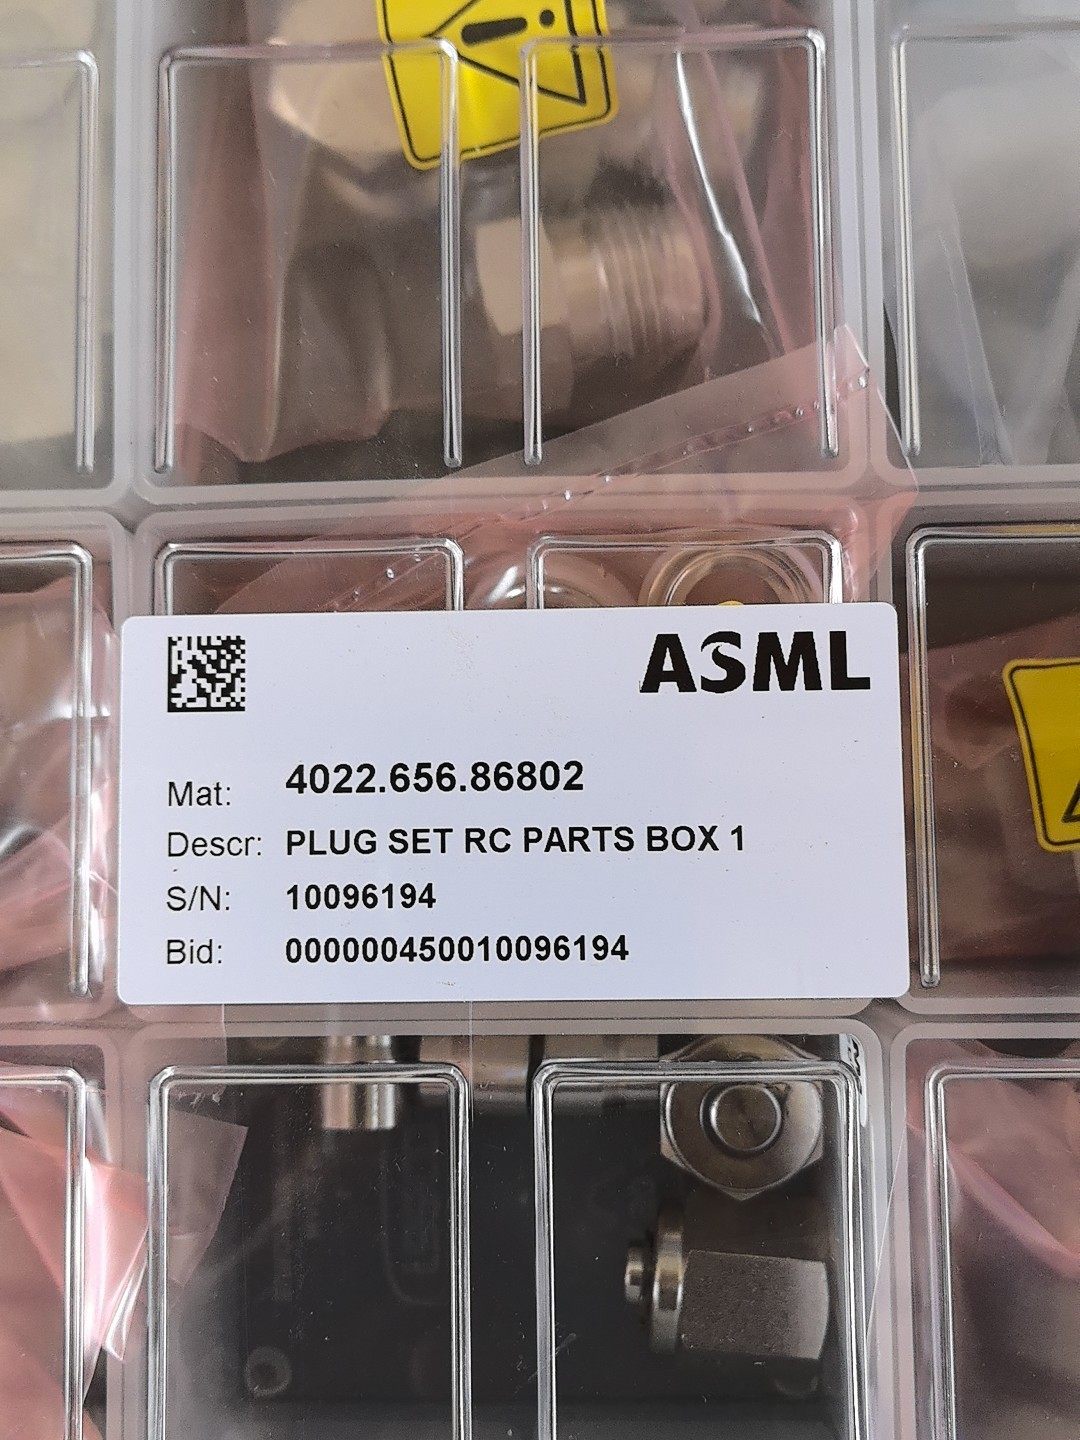 ASML
Mat: 4022.656.86802
Descr: PLUG SET RC PARTS BOX 1
S/N: 10096194
Bid: 000000450010096194